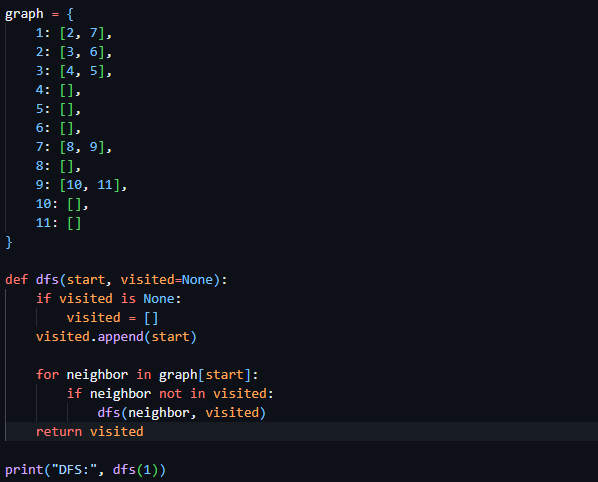 graph = {
    1: [2, 7],
    2: [3, 6],
    3: [4, 5],
    4: [],
    5: [],
    6: [],
    7: [8, 9],
    8: [],
    9: [10, 11],
    10: [],
    11: []
}

def dfs(start, visited=None):
    if visited is None:
        visited = []
    visited.append(start)

    for neighbor in graph[start]:
        if neighbor not in visited:
            dfs(neighbor, visited)
    return visited

print("DFS:", dfs(1))